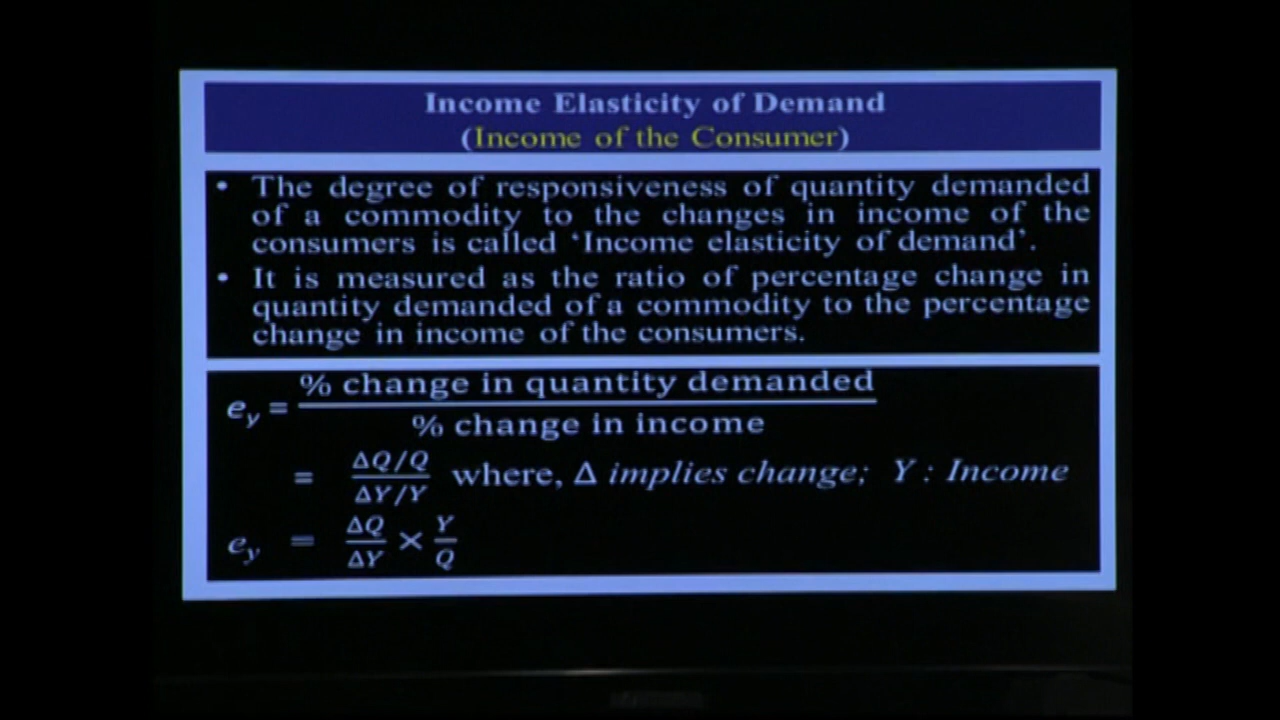 Income Elasticity of Demand
(Income of the Consumer)
• The degree of responsiveness of quantity demanded
of a commodity to the changes in income of the
consumers is called ‘Income elasticity of demand’.
• It is measured as the ratio of percentage change in
quantity demanded of a commodity to the percentage
change in income of the consumers.
% change in quantity demanded
e_y =
% change in income
= ΔQ/Q / ΔY/Y where, Δ implies change; Y : Income
e_y = ΔQ/ΔY × Y/Q